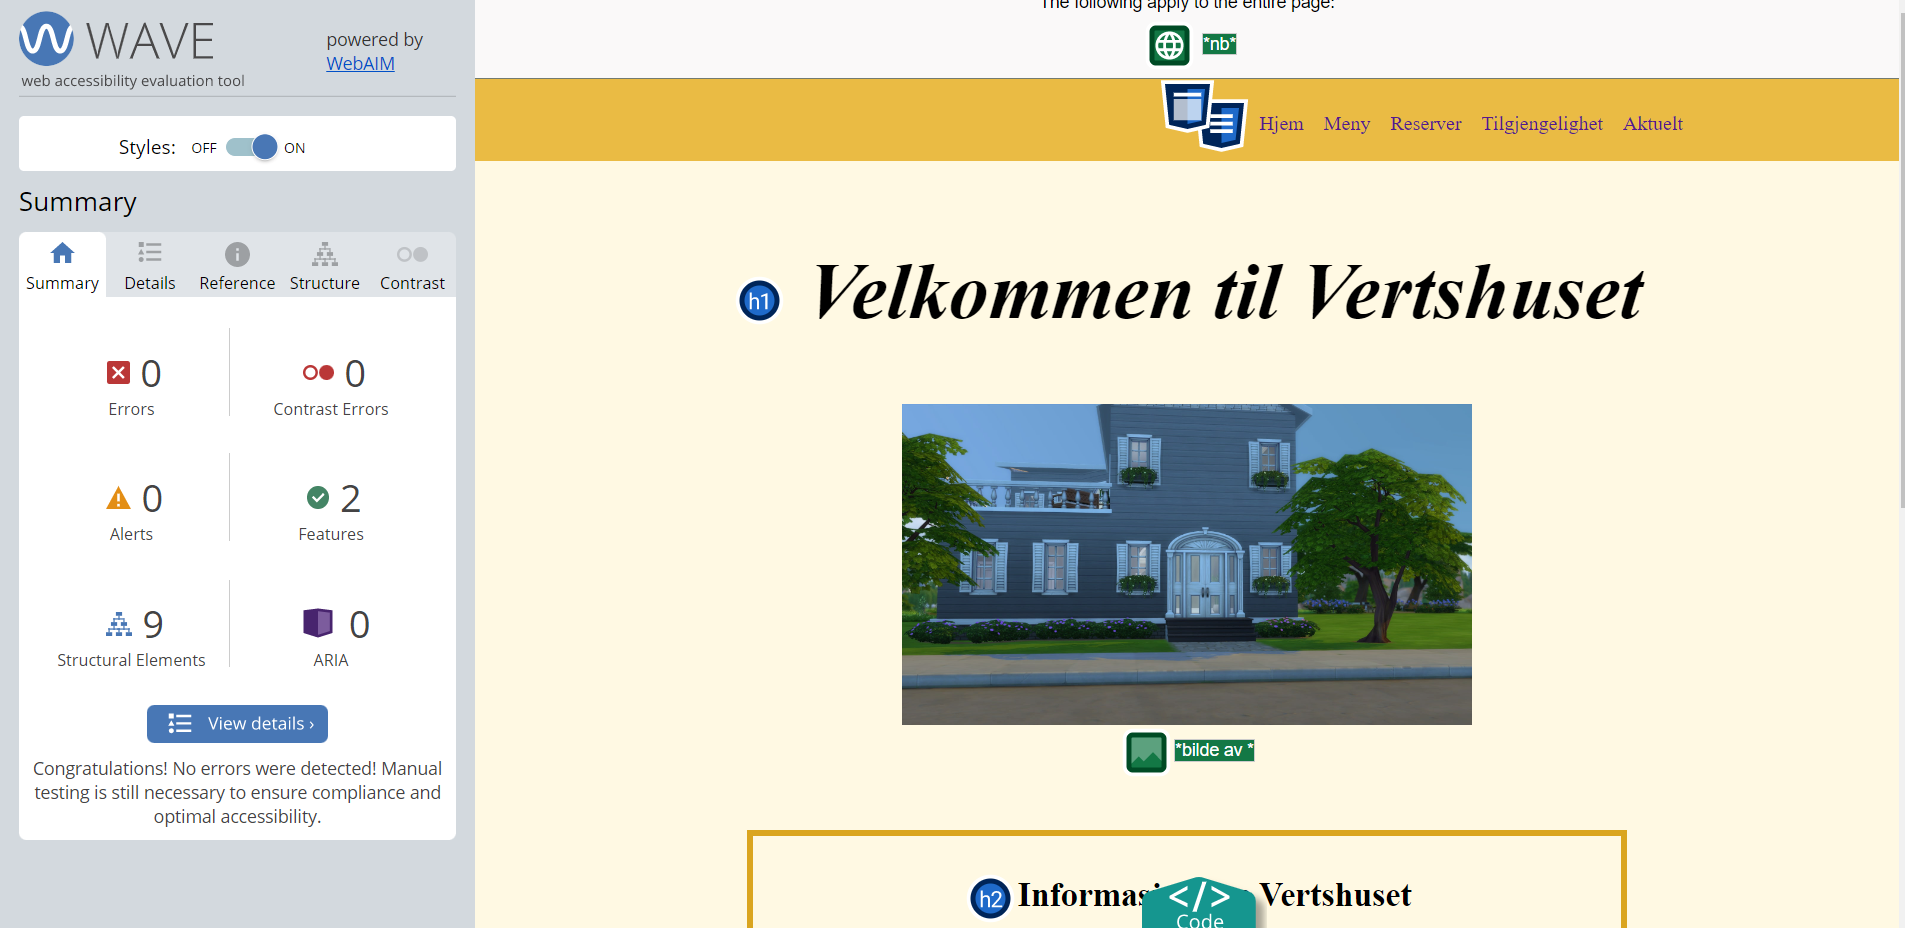 WAVE
powered by
WebAIM
web accessibility evaluation tool
Styles: OFF ON
Summary
Summary Details Reference Structure Contrast
0 0
Errors Contrast Errors
0 2
Alerts Features
9 0
Structural Elements ARIA
View details ›
Congratulations! No errors were detected! Manual
testing is still necessary to ensure compliance and
optimal accessibility.
The following apply to the entire page:
*nb*
Hjem Meny Reserver Tilgjengelighet Aktuelt
h1 Velkommen til Vertshuset
*bilde av *
h2 Vertshuset
</> Code